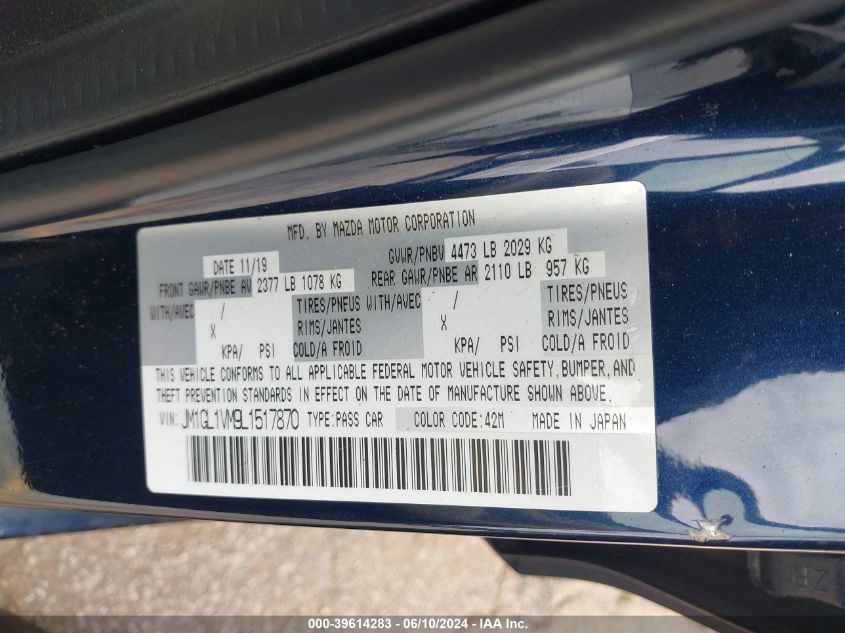 MFD. BY MAZDA MOTOR CORPORATION
DATE 11/19 GVWR/PNBV 4473 LB 2029 KG
FRONT GAWR/PNBE AV 2377 LB 1078 KG REAR GAWR/PNBE AR 2110 LB 957 KG
WITH/AVEC / TIRES/PNEUS WITH/AVEC / TIRES/PNEUS
X RIMS/JANTES X RIMS/JANTES
KPA/ PSI COLD/A FROID KPA/ PSI COLD/A FROID
THIS VEHICLE CONFORMS TO ALL APPLICABLE FEDERAL MOTOR VEHICLE SAFETY, BUMPER, AND
THEFT PREVENTION STANDARDS IN EFFECT ON THE DATE OF MANUFACTURE SHOWN ABOVE.
VIN: JM1GL1VM9L1517870 TYPE:PASS CAR COLOR CODE:42M MADE IN JAPAN
000-39614283 - 06/10/2024 - IAA, Inc.